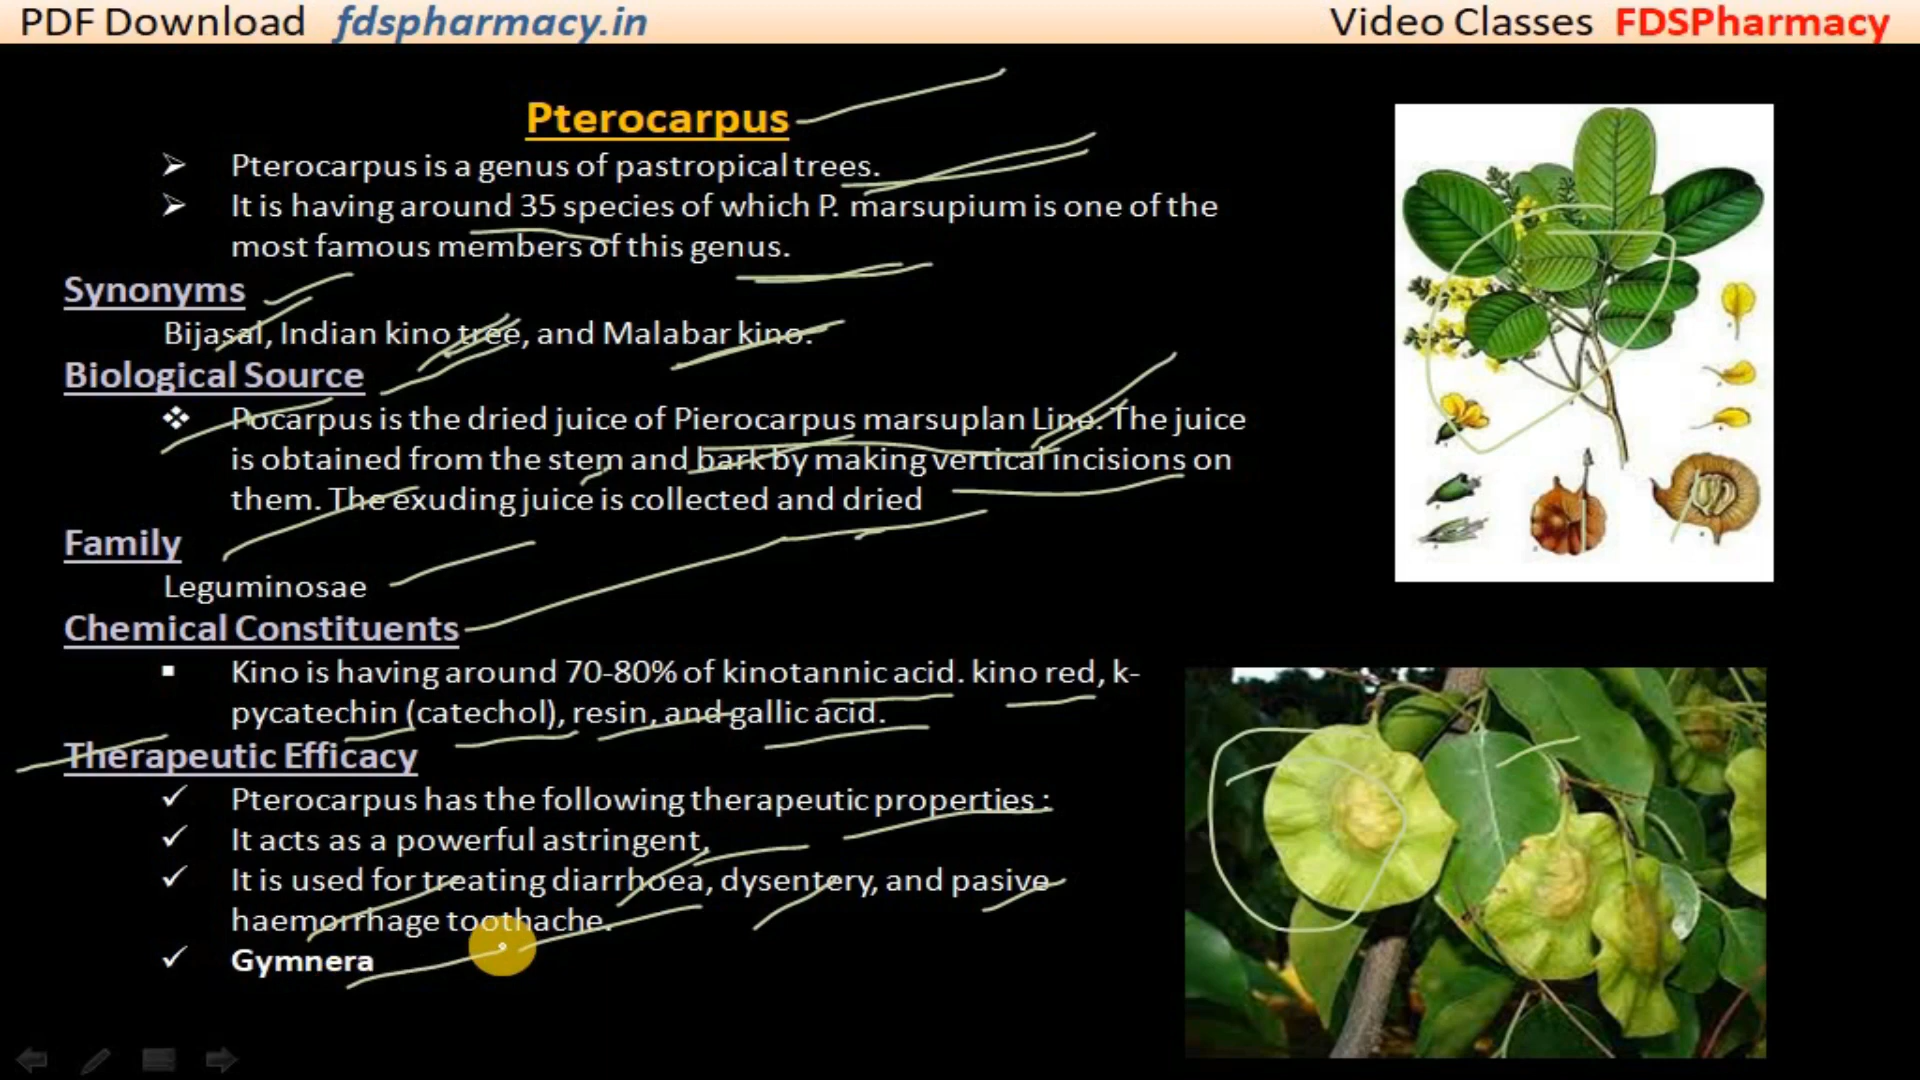 PDF Download fdspharmacy.in Video Classes FDSPharmacy
Pterocarpus
Pterocarpus is a genus of pastropical trees.
It is having around 35 species of which P. marsupium is one of the
most famous members of this genus.
Synonyms
Bijasal, Indian kino tree, and Malabar kino.
Biological Source
Pocarpus is the dried juice of Pierocarpus marsuplan Line. The juice
is obtained from the stem and bark by making vertical incisions on
them. The exuding juice is collected and dried
Family
Leguminosae
Chemical Constituents
Kino is having around 70-80% of kinotannic acid. kino red, k-
pycatechin (catechol), resin, and gallic acid.
Therapeutic Efficacy
Pterocarpus has the following therapeutic properties :
It acts as a powerful astringent,
It is used for treating diarrhoea, dysentery, and pasive
haemorrhage toothache.
Gymnera